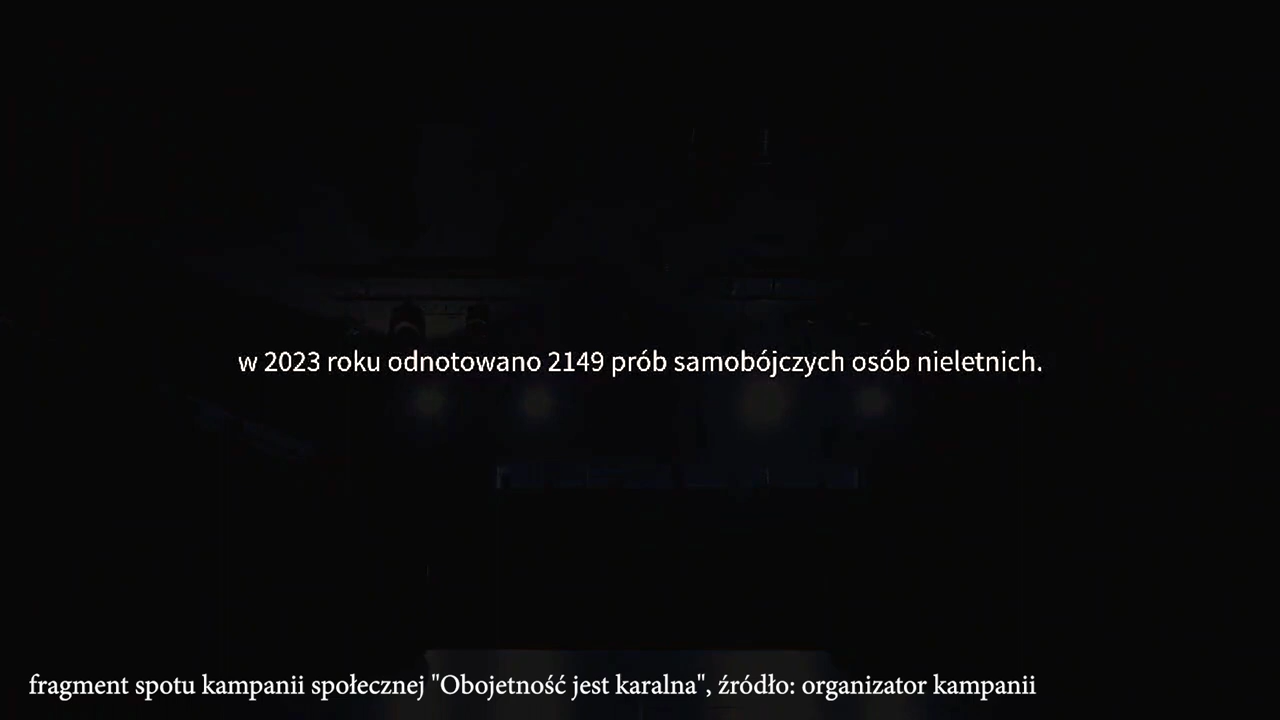 w 2023 roku odnotowano 2149 prób samobójczych osób nieletnich.
fragment spotu kampanii społecznej "Obojetność jest karalna", źródło: organizator kampanii